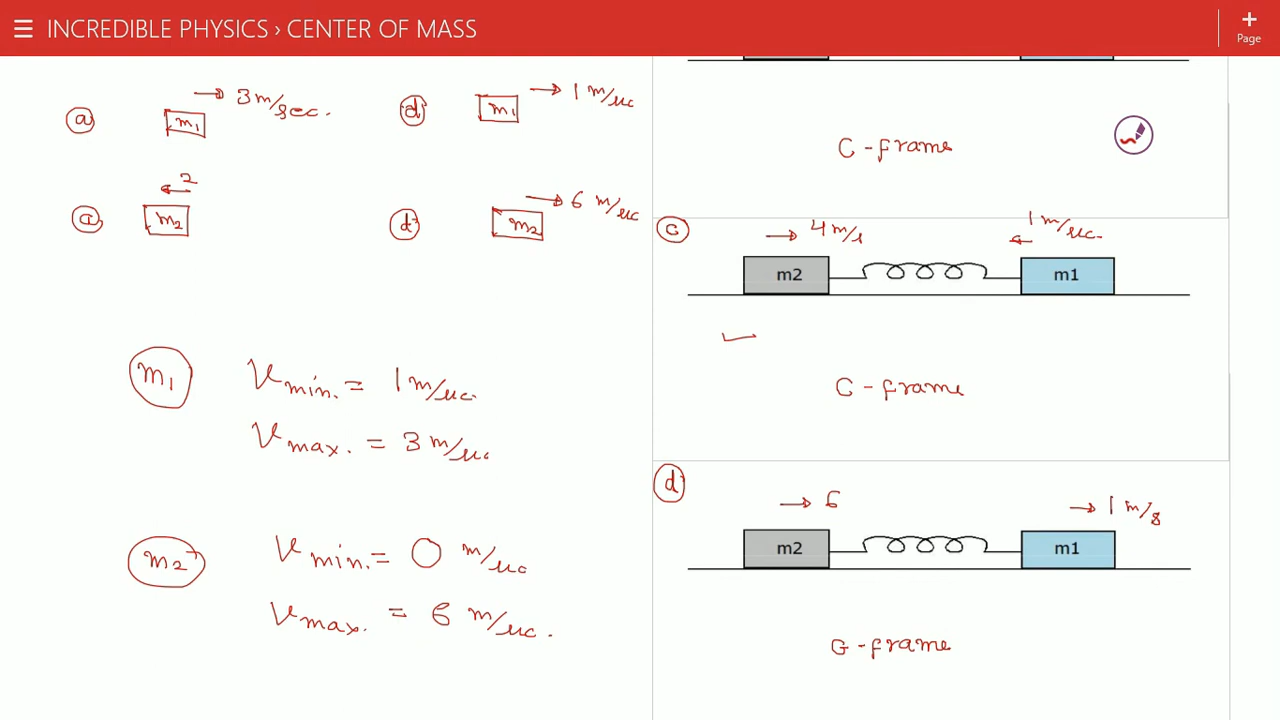 INCREDIBLE PHYSICS › CENTER OF MASS
Page
a m1 → 3 m/sec.
d m1 → 1 m/sec
a m2 ← 2
d m2 → 6 m/sec
m1 Vmin. = 1 m/sec.
Vmax. = 3 m/sec
m2 Vmin. = 0 m/sec
Vmax. = 6 m/sec.
C-frame
c → 4 m/s ← 1 m/sec.
m2 m1
C-frame
d → 6 → 1 m/s
m2 m1
G-frame